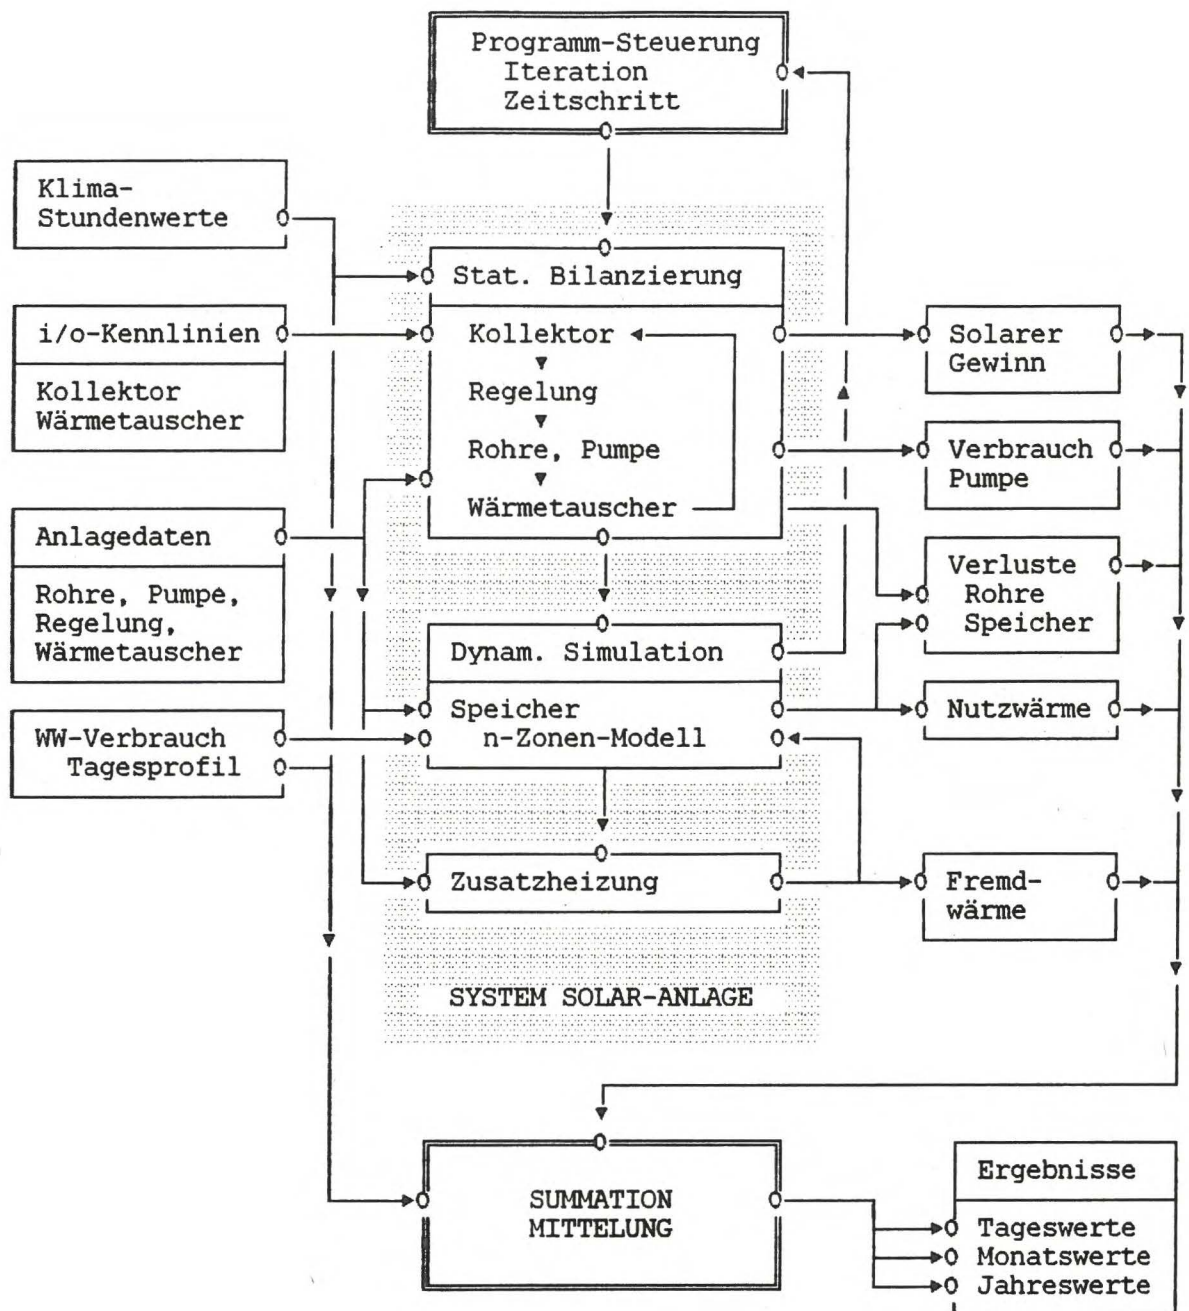 Programm-Steuerung
Iteration
Zeitschritt
Klima-
Stundenwerte
i/o-Kennlinien
Kollektor
Wärmetauscher
Anlagedaten
Rohre, Pumpe,
Regelung,
Wärmetauscher
WW-Verbrauch
Tagesprofil
Stat. Bilanzierung
Kollektor
Regelung
Rohre, Pumpe
Wärmetauscher
Dynam. Simulation
Speicher
n-Zonen-Modell
Zusatzheizung
SYSTEM SOLAR-ANLAGE
Solarer
Gewinn
Verbrauch
Pumpe
Verluste
Rohre
Speicher
Nutzwärme
Fremd-
wärme
SUMMATION
MITTELUNG
Ergebnisse
Tageswerte
Monatswerte
Jahreswerte